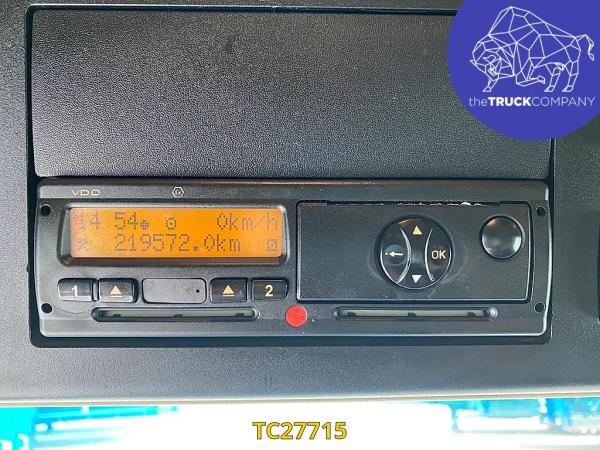 theTRUCKCOMPANY
VDO
14 54 0km/h
219572.0km
1 2
OK
TC27715